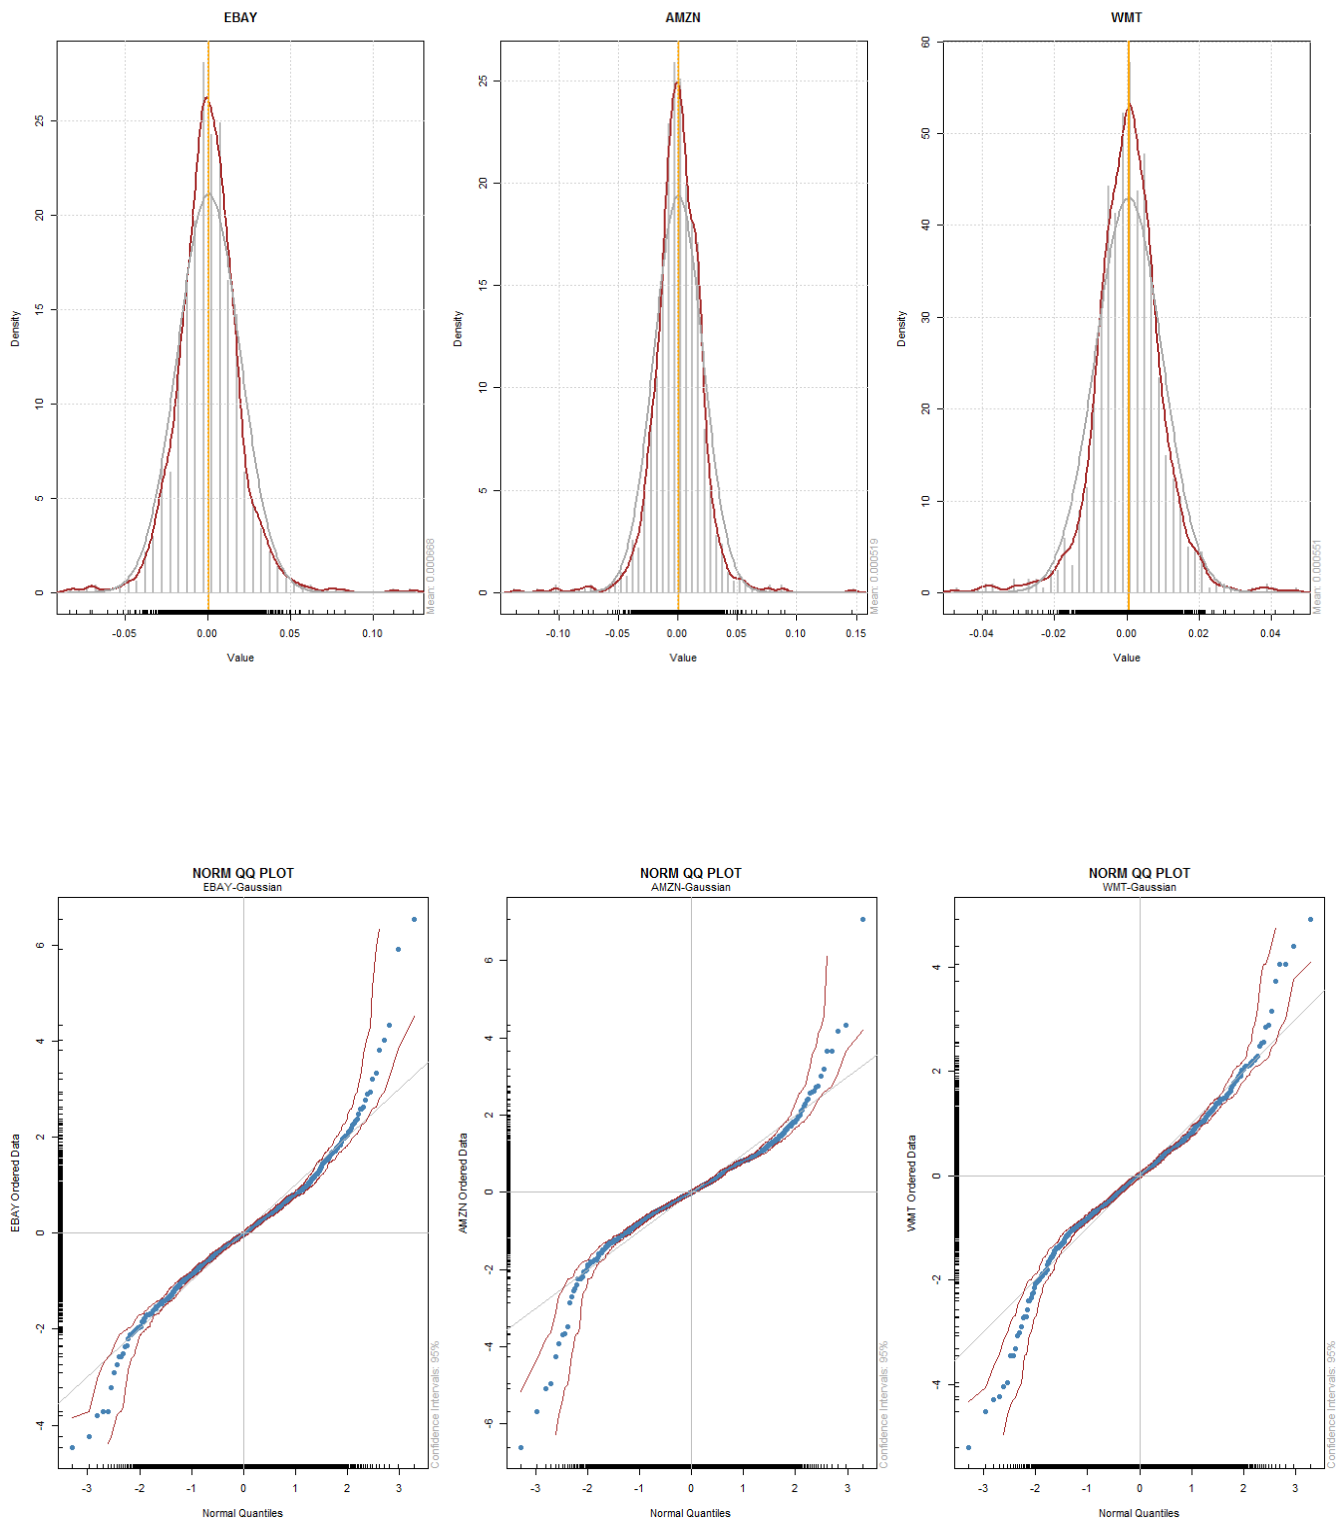 EBAY
AMZN
WMT
Density
0 5 10 15 20 25
-0.05 0.00 0.05 0.10
Value
Mean: 0.000668
Density
5 10 15 20 25
0
-0.10 -0.05 0.00 0.05 0.10 0.15
Value
Mean: 0.000519
Density
0 10 20 30 40 50 60
-0.04 -0.02 0.00 0.02 0.04
Value
Mean: 0.000551
NORM QQ PLOT
EBAY-Gaussian
EBAY Ordered Data
-4 -2 0 2 4 6
-3 -2 -1 0 1 2 3
Normal Quantiles
Confidence Intervals: 95%
NORM QQ PLOT
AMZN-Gaussian
AMZN Ordered Data
-6 -4 -2 0 2 4 6
-3 -2 -1 0 1 2 3
Normal Quantiles
Confidence Intervals: 95%
NORM QQ PLOT
WMT-Gaussian
WMT Ordered Data
-4 -2 0 2 4
-3 -2 -1 0 1 2 3
Normal Quantiles
Confidence Intervals: 95%